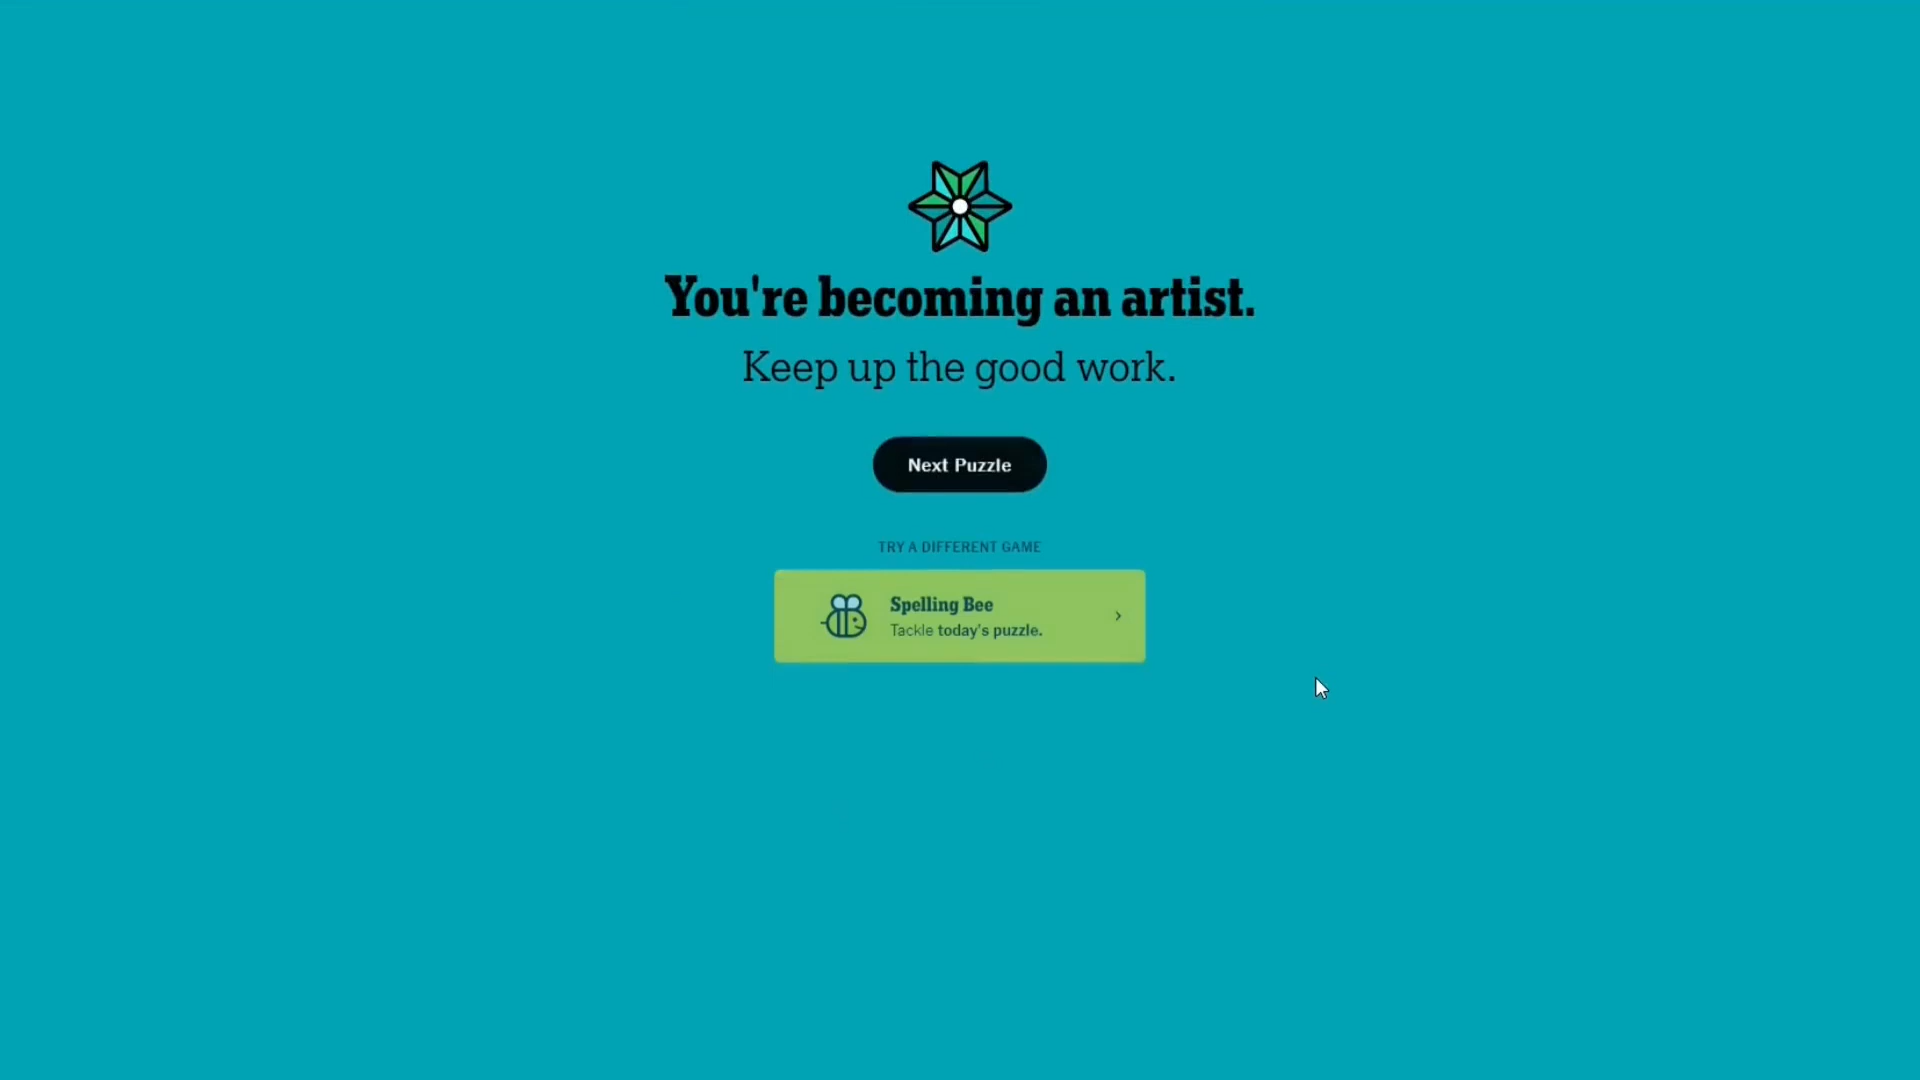 You're becoming an artist.
Keep up the good work.
Next Puzzle
TRY A DIFFERENT GAME
Spelling Bee
Tackle today's puzzle.